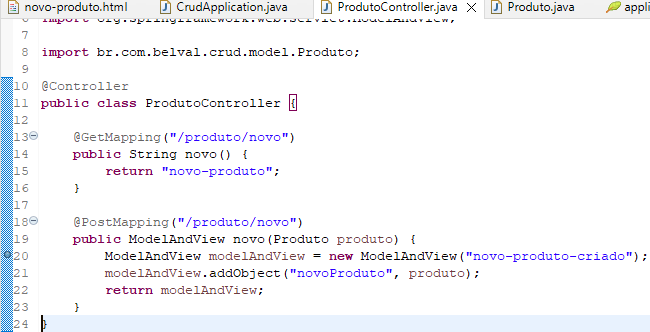 novo-produto.html CrudApplication.java ProdutoController.java Produto.java appli
6 import org.springframework.web.servlet.ModelAndView;
7
8 import br.com.belval.crud.model.Produto;
9
10 @Controller
11 public class ProdutoController {
12
13 @GetMapping("/produto/novo")
14 public String novo() {
15 return "novo-produto";
16 }
17
18 @PostMapping("/produto/novo")
19 public ModelAndView novo(Produto produto) {
20 ModelAndView modelAndView = new ModelAndView("novo-produto-criado");
21 modelAndView.addObject("novoProduto", produto);
22 return modelAndView;
23 }
24 }